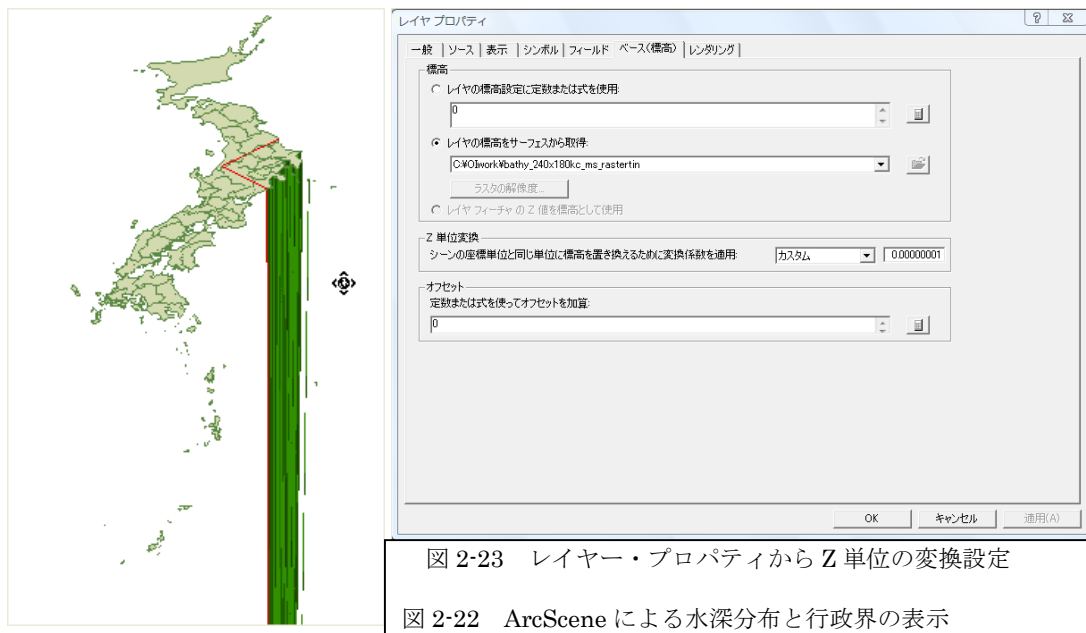 レイヤ プロパティ
一般 ソース 表示 シンボル フィールド ベース(標高) レンダリング
標高
レイヤの標高設定に定数または式を使用:
0
レイヤの標高をサーフェスから取得:
C:¥OIwork¥bathy_240x180kc_ms_rastertin
ラスタの解像度...
レイヤ フィーチャ の Z 値を標高として使用
Z 単位変換
シーンの座標単位と同じ単位に標高を置き換えるために変換係数を適用: カスタム 0.00000001
オフセット
定数または式を使ってオフセットを加算:
0
OK キャンセル 適用(A)
図 2-23 レイヤー・プロパティから Z 単位の変換設定
図 2-22 ArcScene による水深分布と行政界の表示